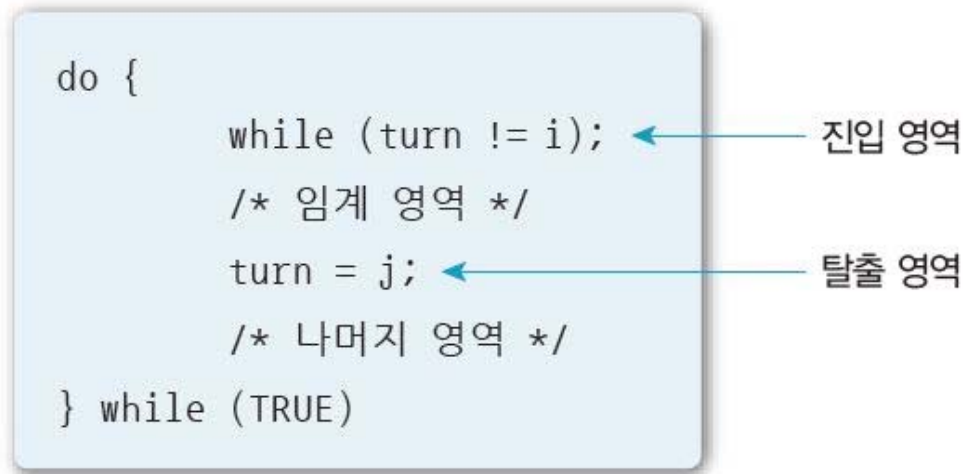 do {
while (turn != i);
진입 영역
/* 임계 영역 */
turn = j;
탈출 영역
/* 나머지 영역 */
} while (TRUE)